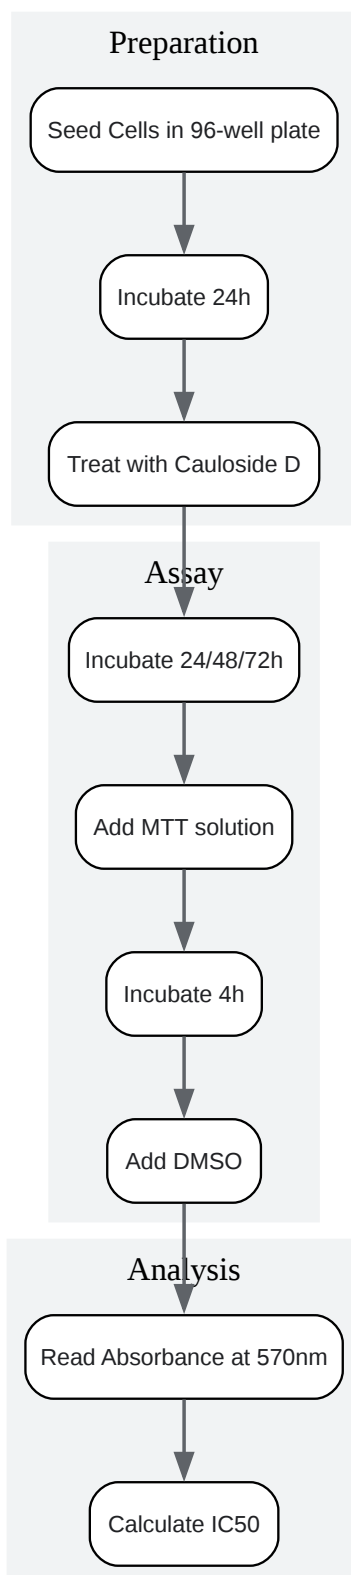 Preparation
Seed Cells in 96-well plate
Incubate 24h
Treat with Cauloside D
Assay
Incubate 24/48/72h
Add MTT solution
Incubate 4h
Add DMSO
Analysis
Read Absorbance at 570nm
Calculate IC50